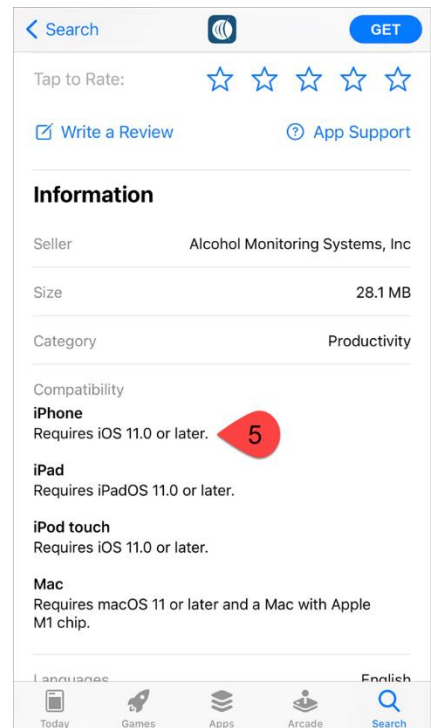 Search
GET
Tap to Rate:
Write a Review
App Support
Information
Seller Alcohol Monitoring Systems, Inc
Size 28.1 MB
Category Productivity
Compatibility
iPhone
Requires iOS 11.0 or later.
5
iPad
Requires iPadOS 11.0 or later.
iPod touch
Requires iOS 11.0 or later.
Mac
Requires macOS 11 or later and a Mac with Apple
M1 chip.
Languages English
Today Games Apps Arcade Search